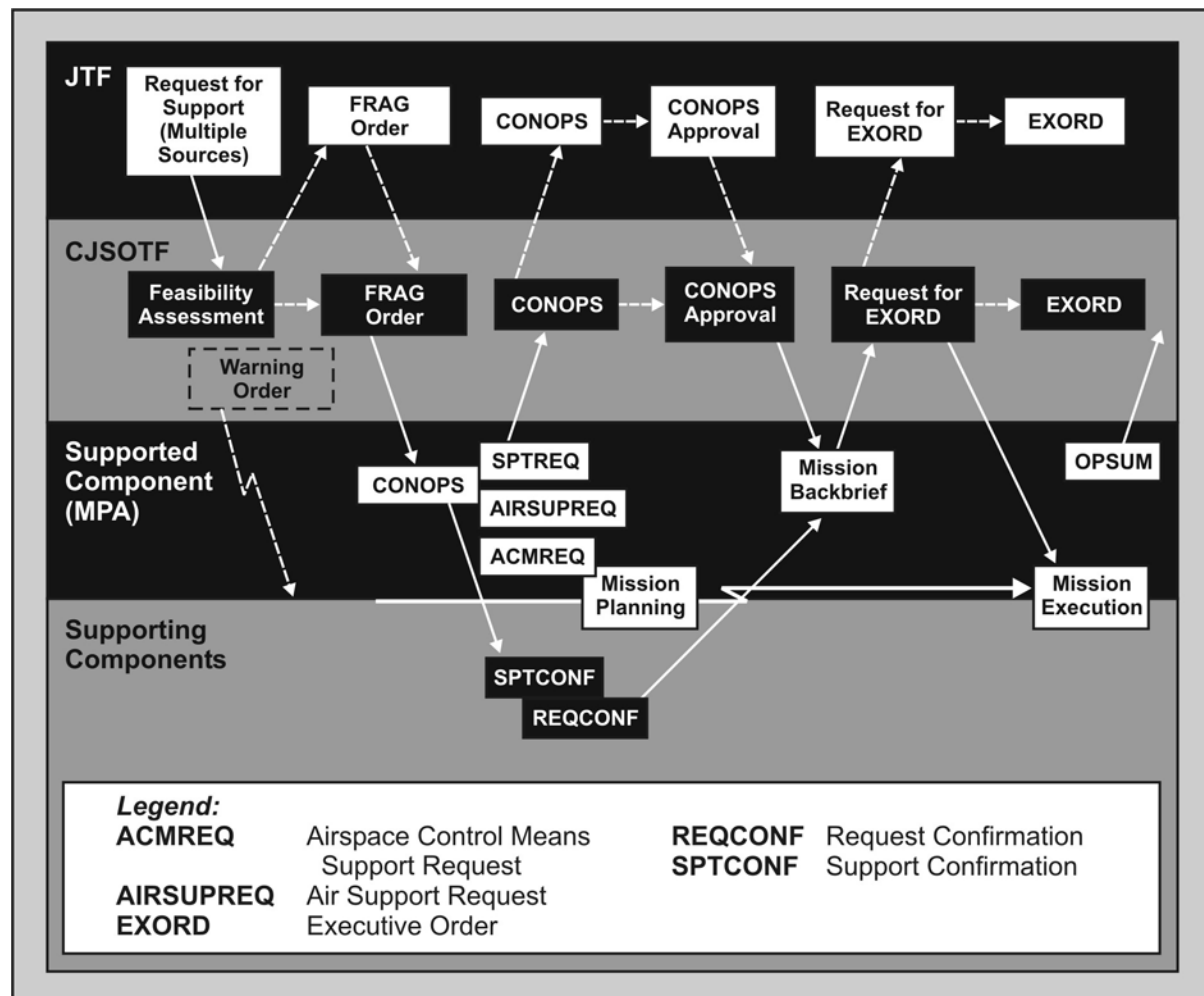 JTF
Request for
Support
(Multiple
Sources)
FRAG
Order
CONOPS
CONOPS
Approval
Request for
EXORD
EXORD
CJSOTF
Feasibility
Assessment
FRAG
Order
CONOPS
CONOPS
Approval
Request for
EXORD
EXORD
Warning
Order
Supported
Component
(MPA)
CONOPS
SPTREQ
AIRSUPREQ
ACMREQ
Mission
Planning
Mission
Backbrief
OPSUM
Mission
Execution
Supporting
Components
SPTCONF
REQCONF
Legend:
ACMREQ Airspace Control Means
Support Request
AIRSUPREQ Air Support Request
EXORD Executive Order
REQCONF Request Confirmation
SPTCONF Support Confirmation